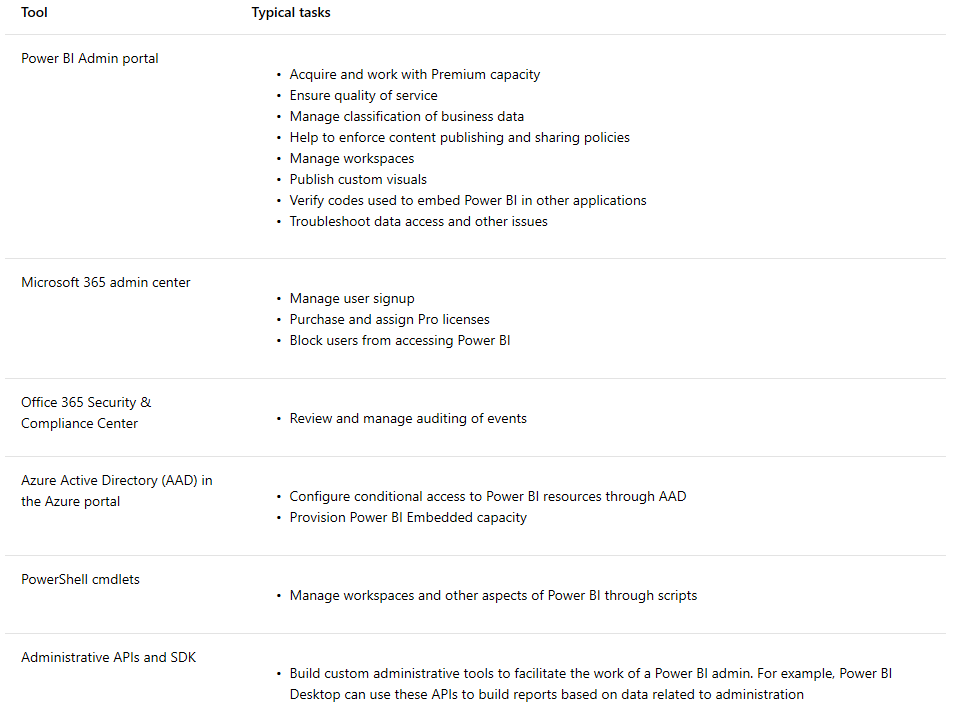 Tool Typical tasks
Power BI Admin portal
• Acquire and work with Premium capacity
• Ensure quality of service
• Manage classification of business data
• Help to enforce content publishing and sharing policies
• Manage workspaces
• Publish custom visuals
• Verify codes used to embed Power BI in other applications
• Troubleshoot data access and other issues
Microsoft 365 admin center
• Manage user signup
• Purchase and assign Pro licenses
• Block users from accessing Power BI
Office 365 Security &
Compliance Center
• Review and manage auditing of events
Azure Active Directory (AAD) in
the Azure portal
• Configure conditional access to Power BI resources through AAD
• Provision Power BI Embedded capacity
PowerShell cmdlets
• Manage workspaces and other aspects of Power BI through scripts
Administrative APIs and SDK
• Build custom administrative tools to facilitate the work of a Power BI admin. For example, Power BI
Desktop can use these APIs to build reports based on data related to administration